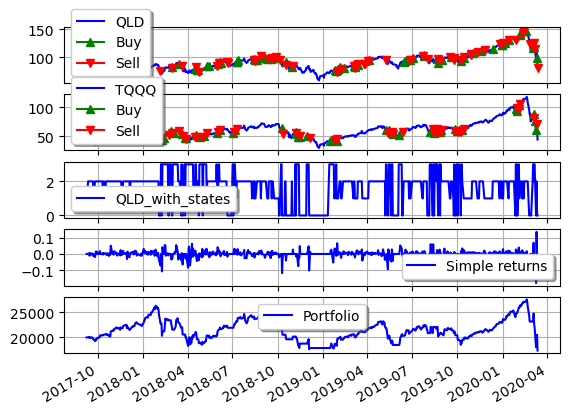 QLD
Buy
Sell
150
100
TQQQ
Buy
Sell
100
50
QLD_with_states
2
0
Simple returns
0.1
0.0
−0.1
Portfolio
25000
20000
2017-10 2018-01 2018-04 2018-07 2018-10 2019-01 2019-04 2019-07 2019-10 2020-01 2020-04